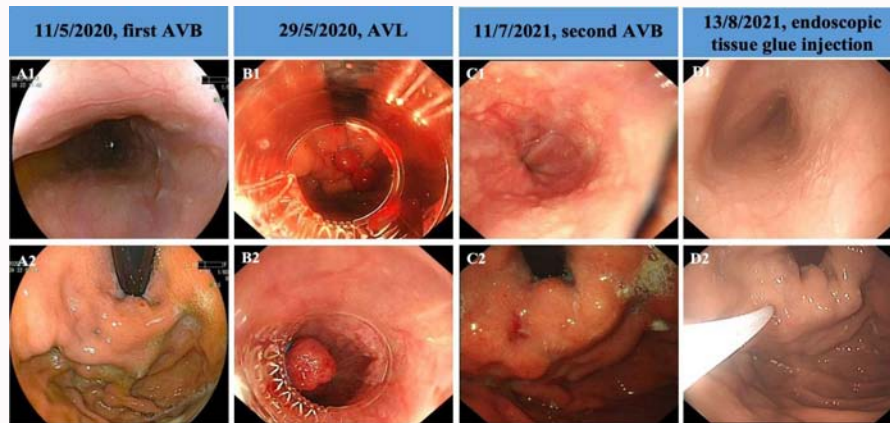 11/5/2020, first AVB
29/5/2020, AVL
11/7/2021, second AVB
13/8/2021, endoscopic
tissue glue injection
A1
B1
C1
D1
A2
B2
C2
D2